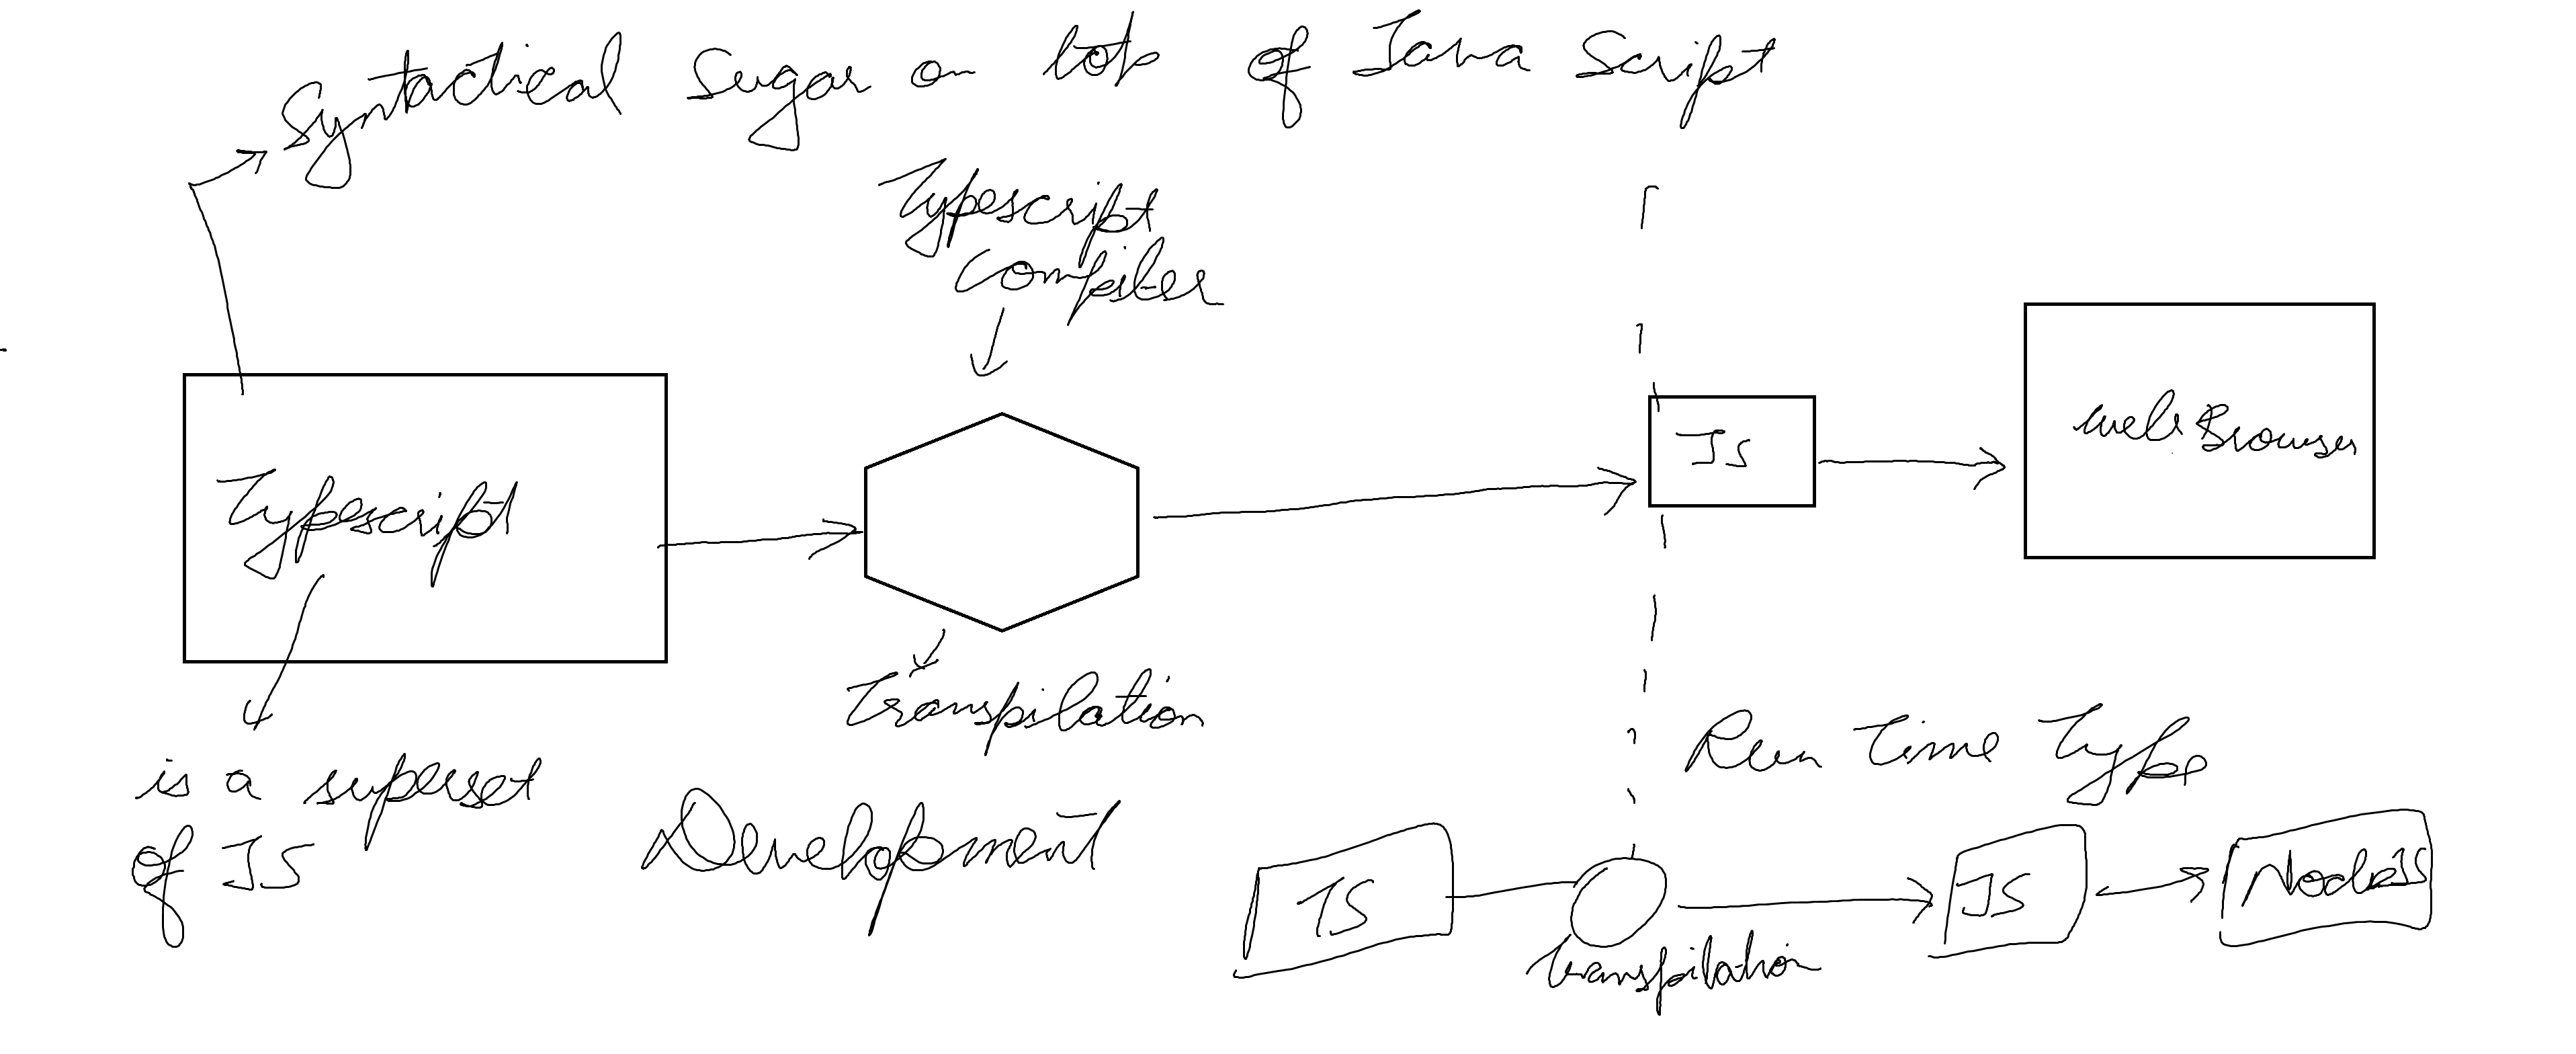 Syntactical Sugar on top of Java Script
Typescript
Compiler
Typescript
JS
web Browser
Transpilation
is a superset
of JS
Development
Run Time Type
TS
JS
NodeJS
transpilation